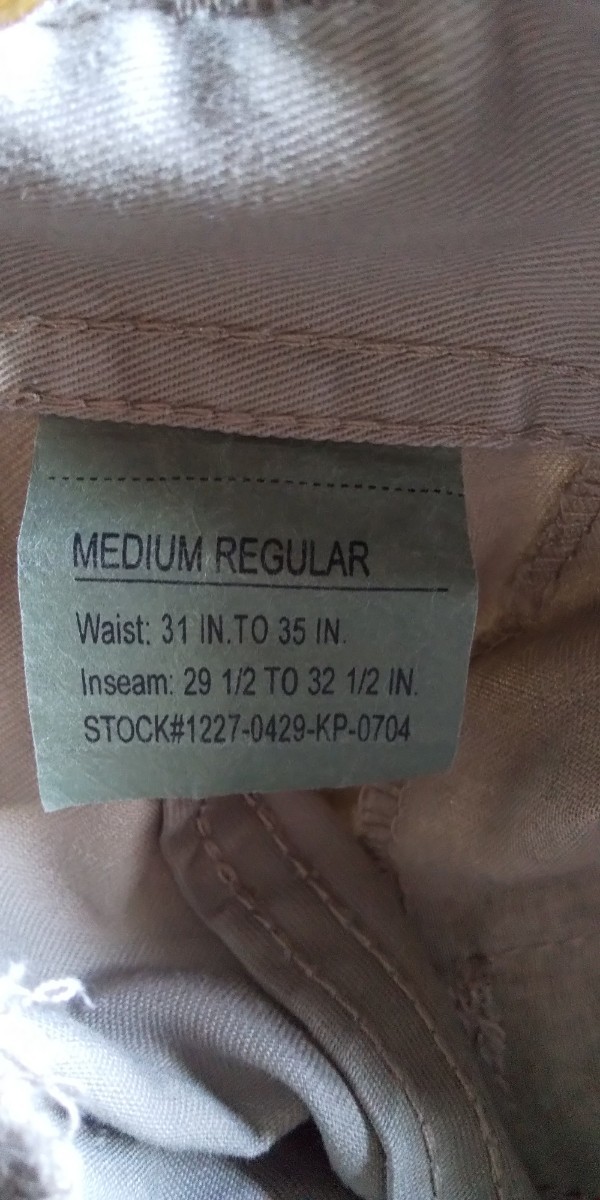 MEDIUM REGULAR
Waist: 31 IN.TO 35 IN.
Inseam: 29 1/2 TO 32 1/2 IN.
STOCK#1227-0429-KP-0704